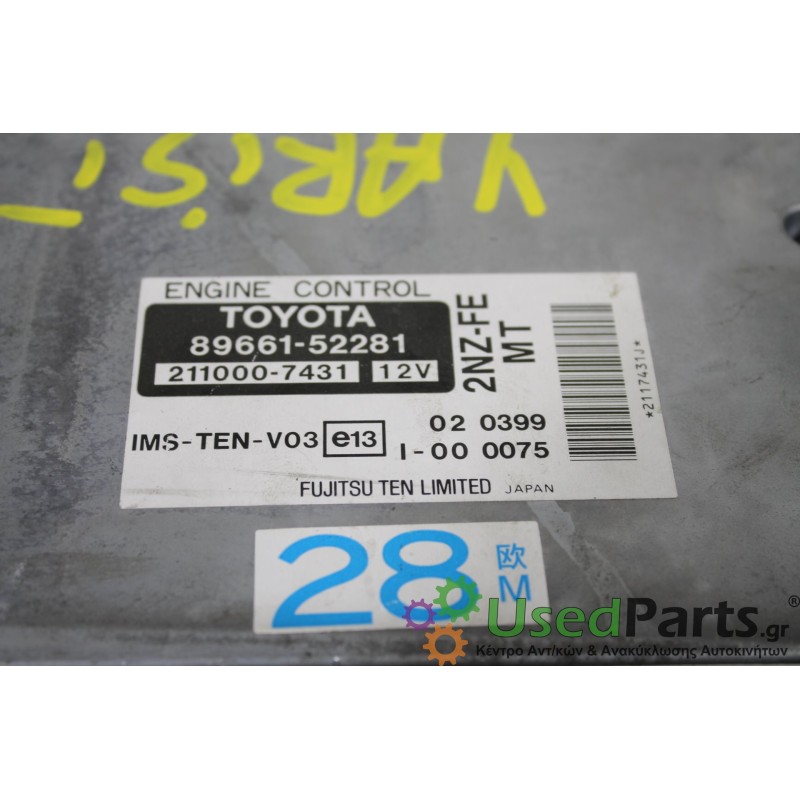 YARiS
ENGINE CONTROL
TOYOTA
89661-52281
211000-7431 12V
2NZ-FE
MT
*2117431J*
IMS-TEN-V03 e13 02 0399
I-00 0075
FUJITSU TEN LIMITED JAPAN
28 欧
M
UsedParts.gr®
Κέντρο Αντ/κών & Ανακύκλωσης Αυτοκινήτων